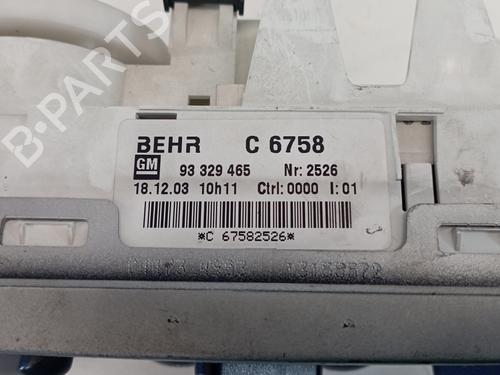 B-PARTS
BEHR C 6758
GM 93 329 465 Nr: 2526
18.12.03 10h11 Ctrl:0000 I:01
*C 67582526*